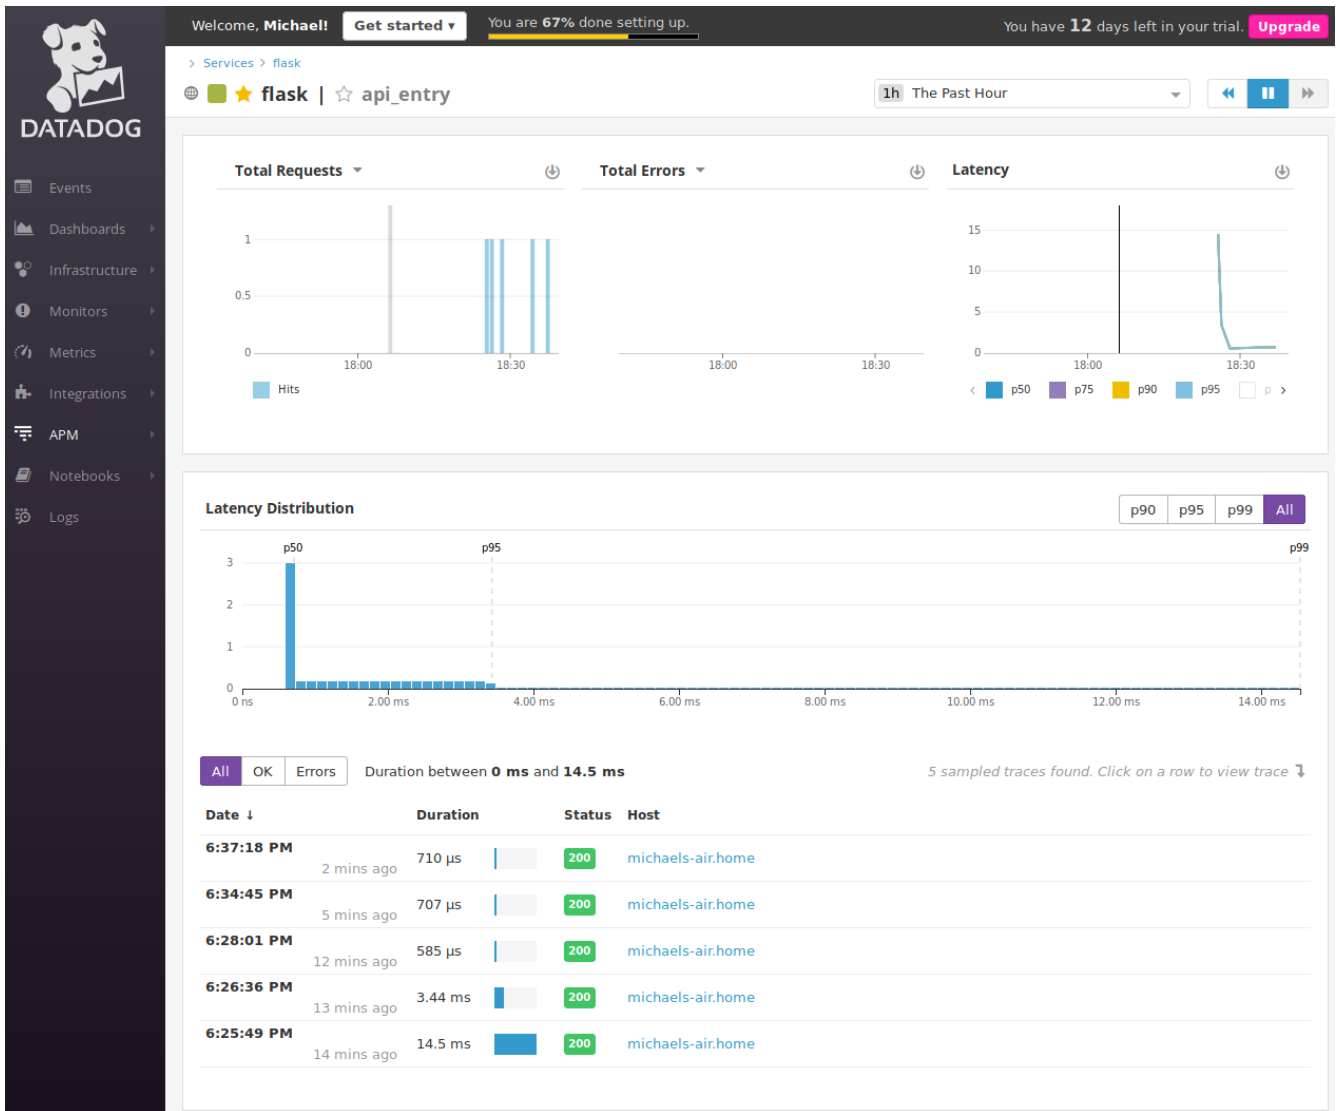 Welcome, Michael! Get started ▾ You are 67% done setting up. You have 12 days left in your trial. Upgrade
DATADOG
Events
Dashboards
Infrastructure
Monitors
Metrics
Integrations
APM
Notebooks
Logs
> Services > flask
flask | api_entry 1h The Past Hour
Total Requests
1
0.5
0
18:00 18:30
Hits
Total Errors
18:00 18:30
Latency
15
10
5
0
18:00 18:30
< p50 p75 p90 p95 p >
Latency Distribution p90 p95 p99 All
p50 p95 p99
3
2
1
0
0 ns 2.00 ms 4.00 ms 6.00 ms 8.00 ms 10.00 ms 12.00 ms 14.00 ms
All OK Errors Duration between 0 ms and 14.5 ms 5 sampled traces found. Click on a row to view trace ↴
Date ↓ Duration Status Host
6:37:18 PM
2 mins ago 710 µs 200 michaels-air.home
6:34:45 PM
5 mins ago 707 µs 200 michaels-air.home
6:28:01 PM
12 mins ago 585 µs 200 michaels-air.home
6:26:36 PM
13 mins ago 3.44 ms 200 michaels-air.home
6:25:49 PM
14 mins ago 14.5 ms 200 michaels-air.home